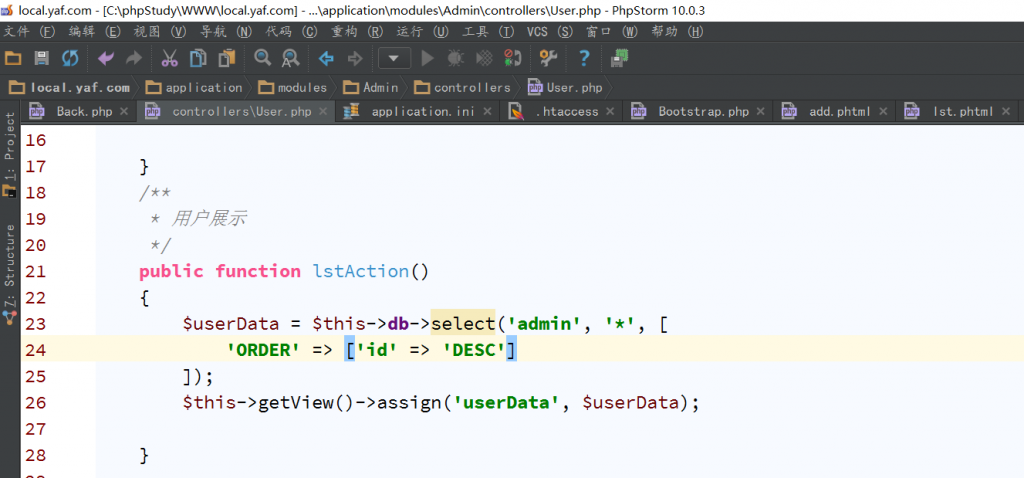 local.yaf.com - [C:\phpStudy\WWW\local.yaf.com] - ...\application\modules\Admin\controllers\User.php - PhpStorm 10.0.3
文件 (F) 编辑 (E) 视图 (V) 导航 (N) 代码 (C) 重构 (R) 运行 (U) 工具 (T) VCS (S) 窗口 (W) 帮助 (H)
local.yaf.com application modules Admin controllers User.php
Back.php controllers\User.php application.ini .htaccess Bootstrap.php add.phtml lst.phtml
1: Project
7: Structure
16
17 }
18 /**
19 * 用户展示
20 */
21 public function lstAction()
22 {
23 $userData = $this->db->select('admin', '*', [
24 'ORDER' => ['id' => 'DESC']
25 ]);
26 $this->getView()->assign('userData', $userData);
27
28 }